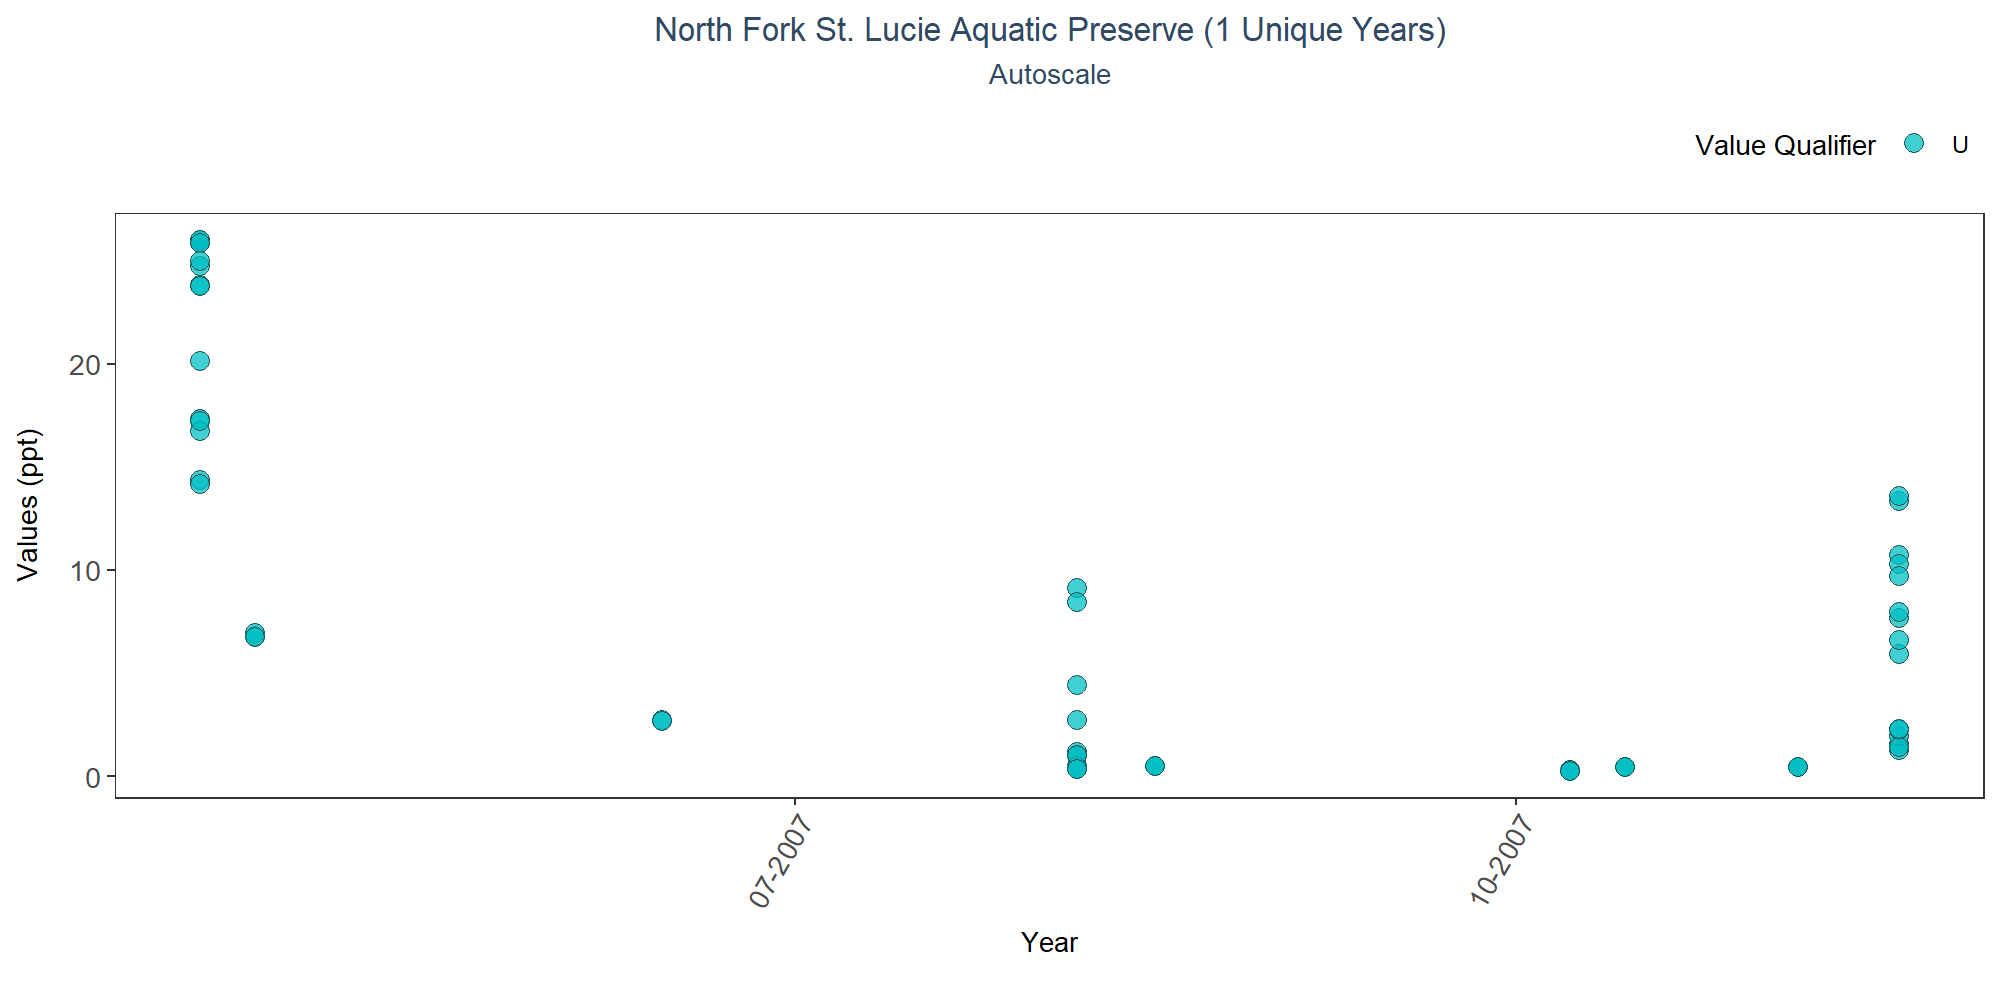 North Fork St. Lucie Aquatic Preserve (1 Unique Years)
Autoscale
Value Qualifier U
20
10
0
Values (ppt)
07-2007
10-2007
Year